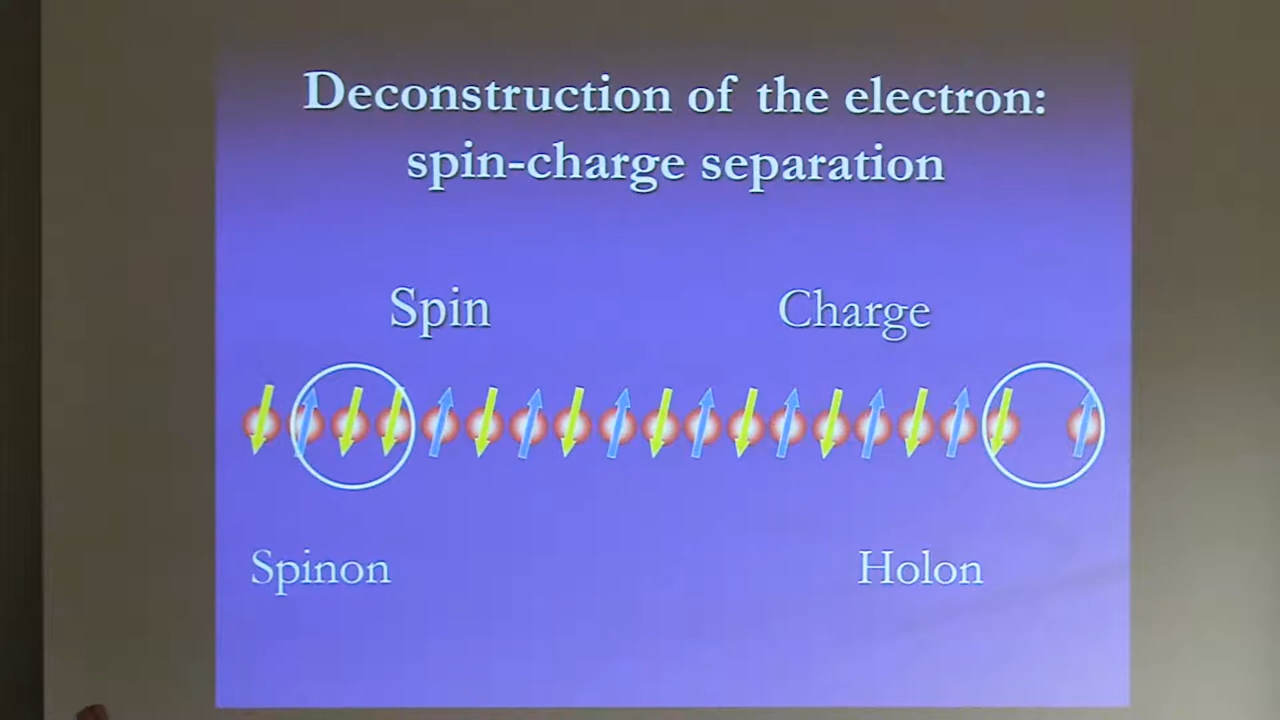 Deconstruction of the electron:
spin-charge separation
Spin
Charge
Spinon
Holon